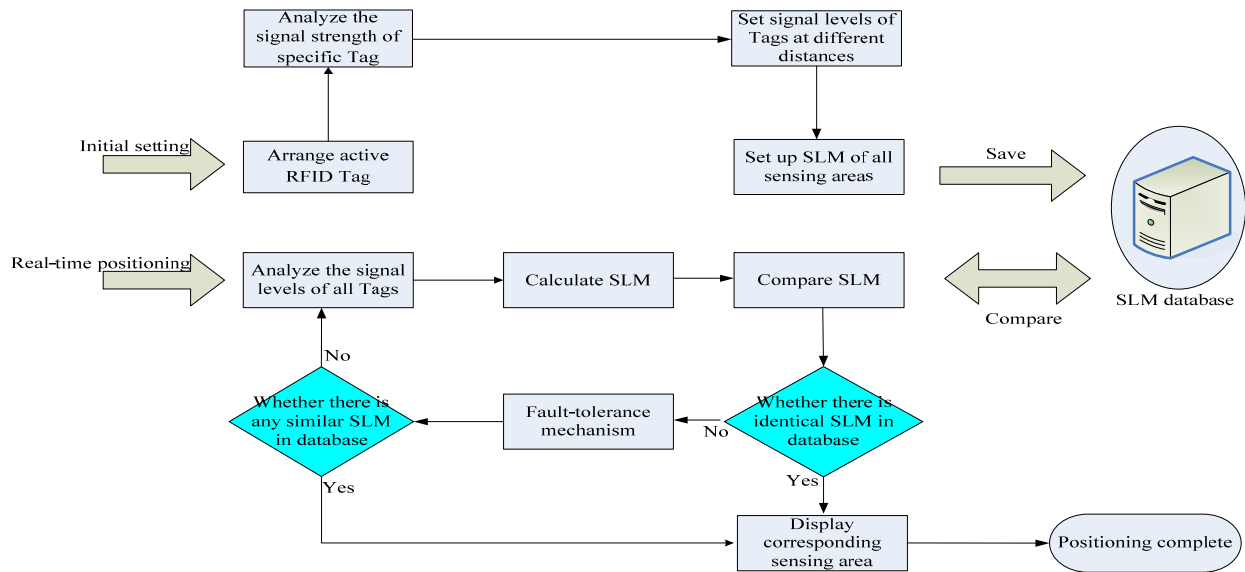 Analyze the
signal strength of
specific Tag
Set signal levels of
Tags at different
distances
Initial setting
Arrange active
RFID Tag
Set up SLM of all
sensing areas
Save
Real-time positioning
Analyze the signal
levels of all Tags
Calculate SLM
Compare SLM
SLM database
Compare
No
Whether there is
any similar SLM
in database
Fault-tolerance
mechanism
No
Whether there is
identical SLM in
database
Yes
Yes
Display
corresponding
sensing area
Positioning complete